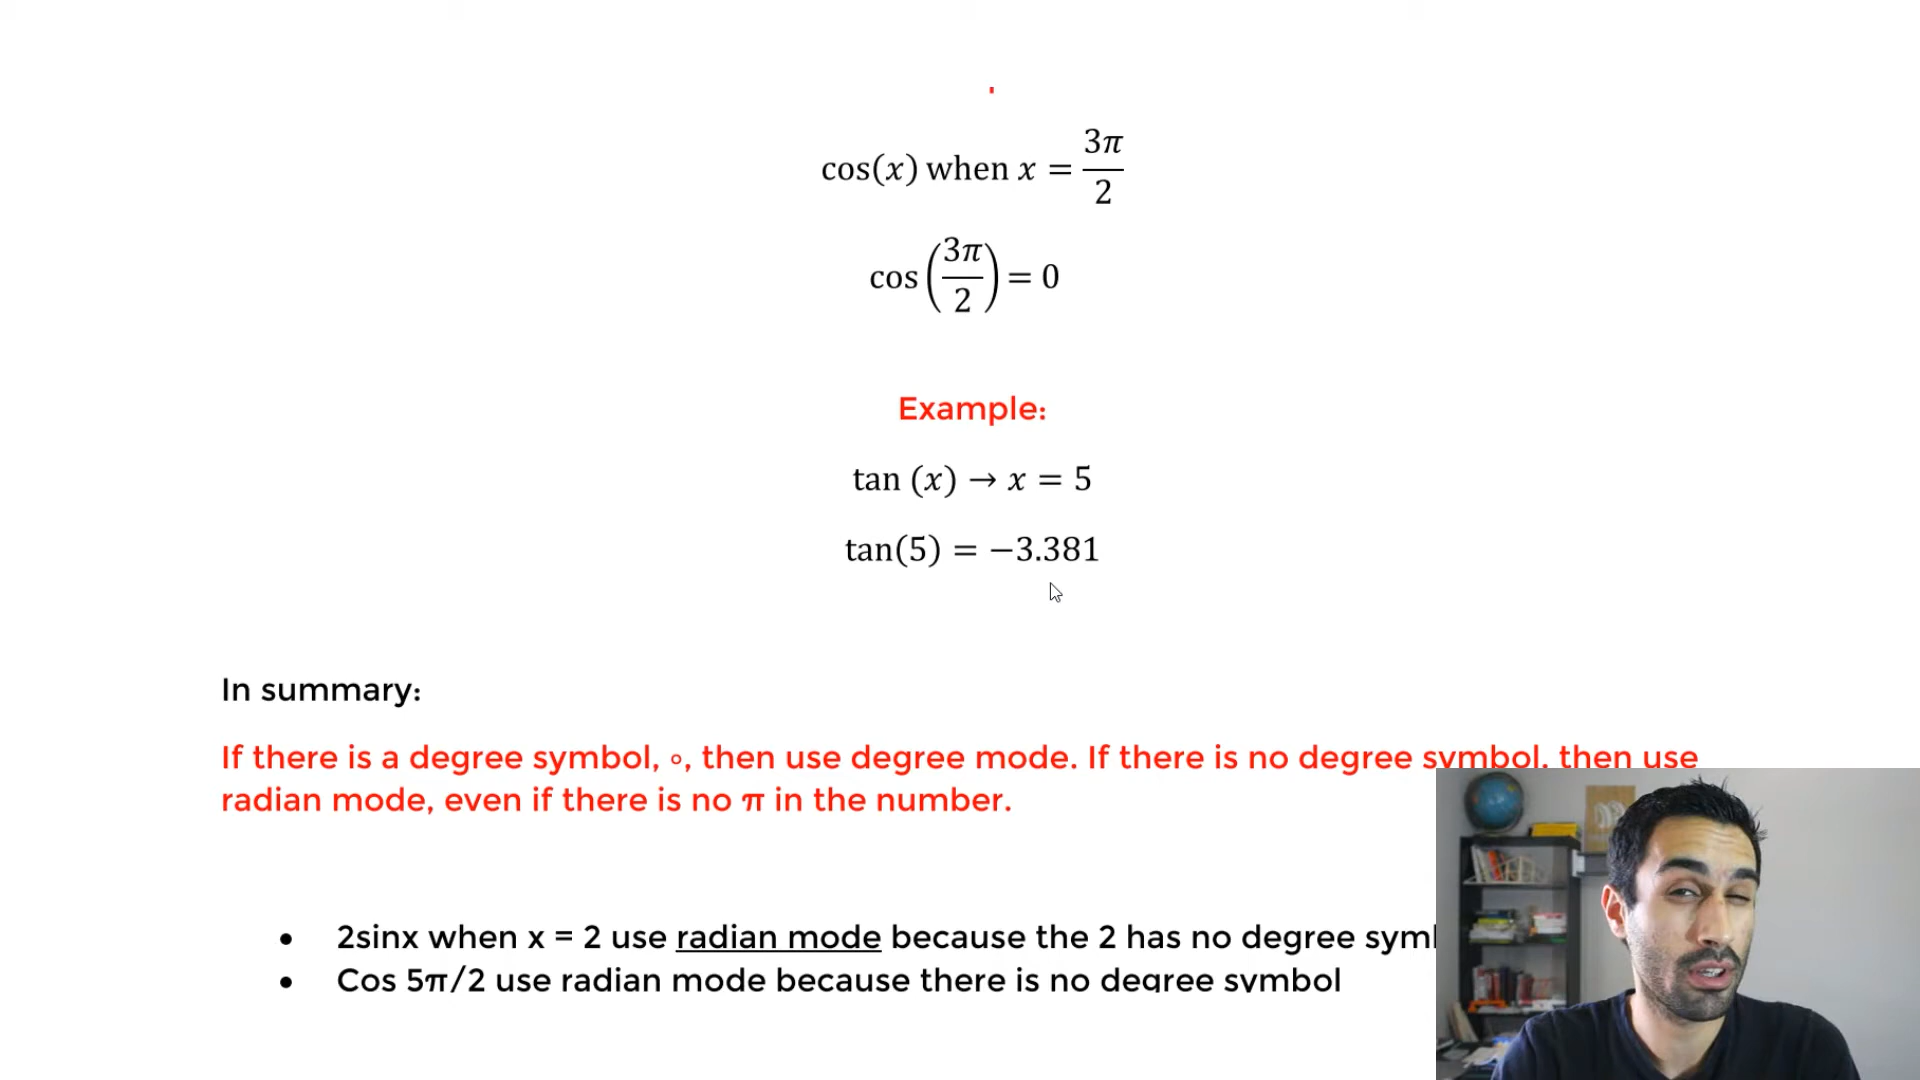 cos(x) when x = 3π/2
cos(3π/2) = 0
Example:
tan (x) → x = 5
tan(5) = −3.381
In summary:
If there is a degree symbol, ∘, then use degree mode. If there is no degree symbol, then use
radian mode, even if there is no π in the number.
• 2sinx when x = 2 use radian mode because the 2 has no degree
• Cos 5π/2 use radian mode because there is no degree symbol